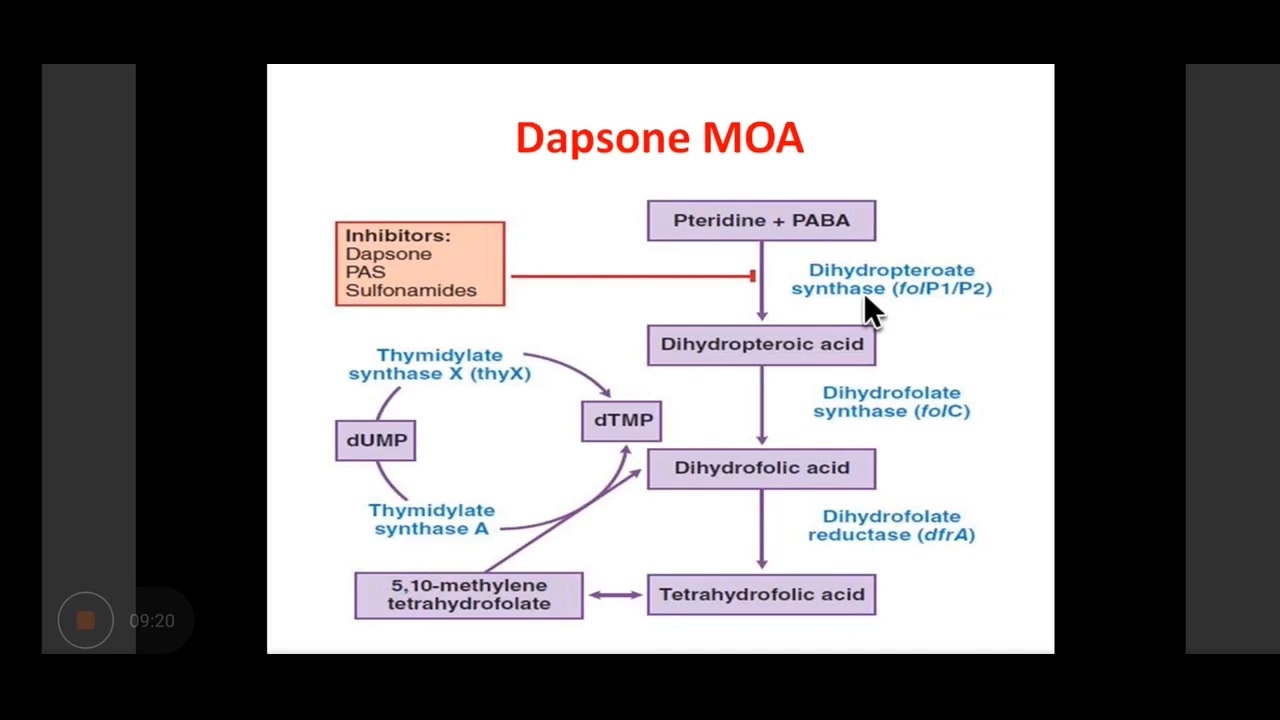 Dapsone MOA
Pteridine + PABA
Inhibitors:
Dapsone
PAS
Sulfonamides
Dihydropteroate
synthase (folP1/P2)
Dihydropteroic acid
Thymidylate
synthase X (thyX)
Dihydrofolate
synthase (folC)
dTMP
dUMP
Dihydrofolic acid
Thymidylate
synthase A
Dihydrofolate
reductase (dfrA)
5,10-methylene
tetrahydrofolate
Tetrahydrofolic acid
09:20